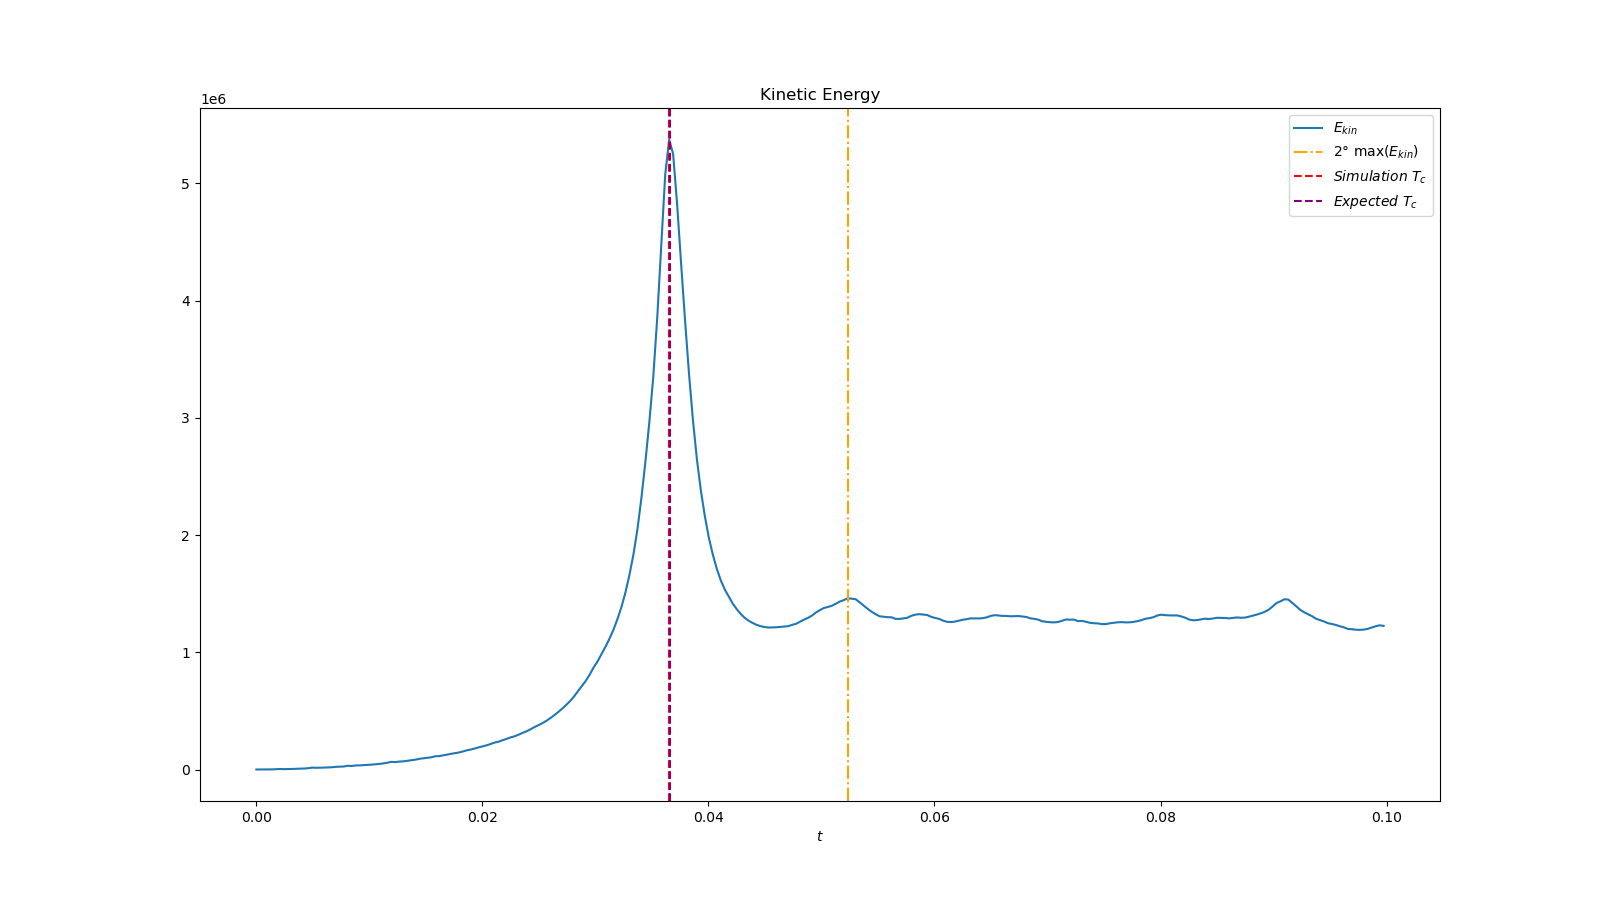 Kinetic Energy
1e6
E_kin
2° max(E_kin)
Simulation T_c
Expected T_c
5
4
3
2
1
0
0.00 0.02 0.04 0.06 0.08 0.10
t